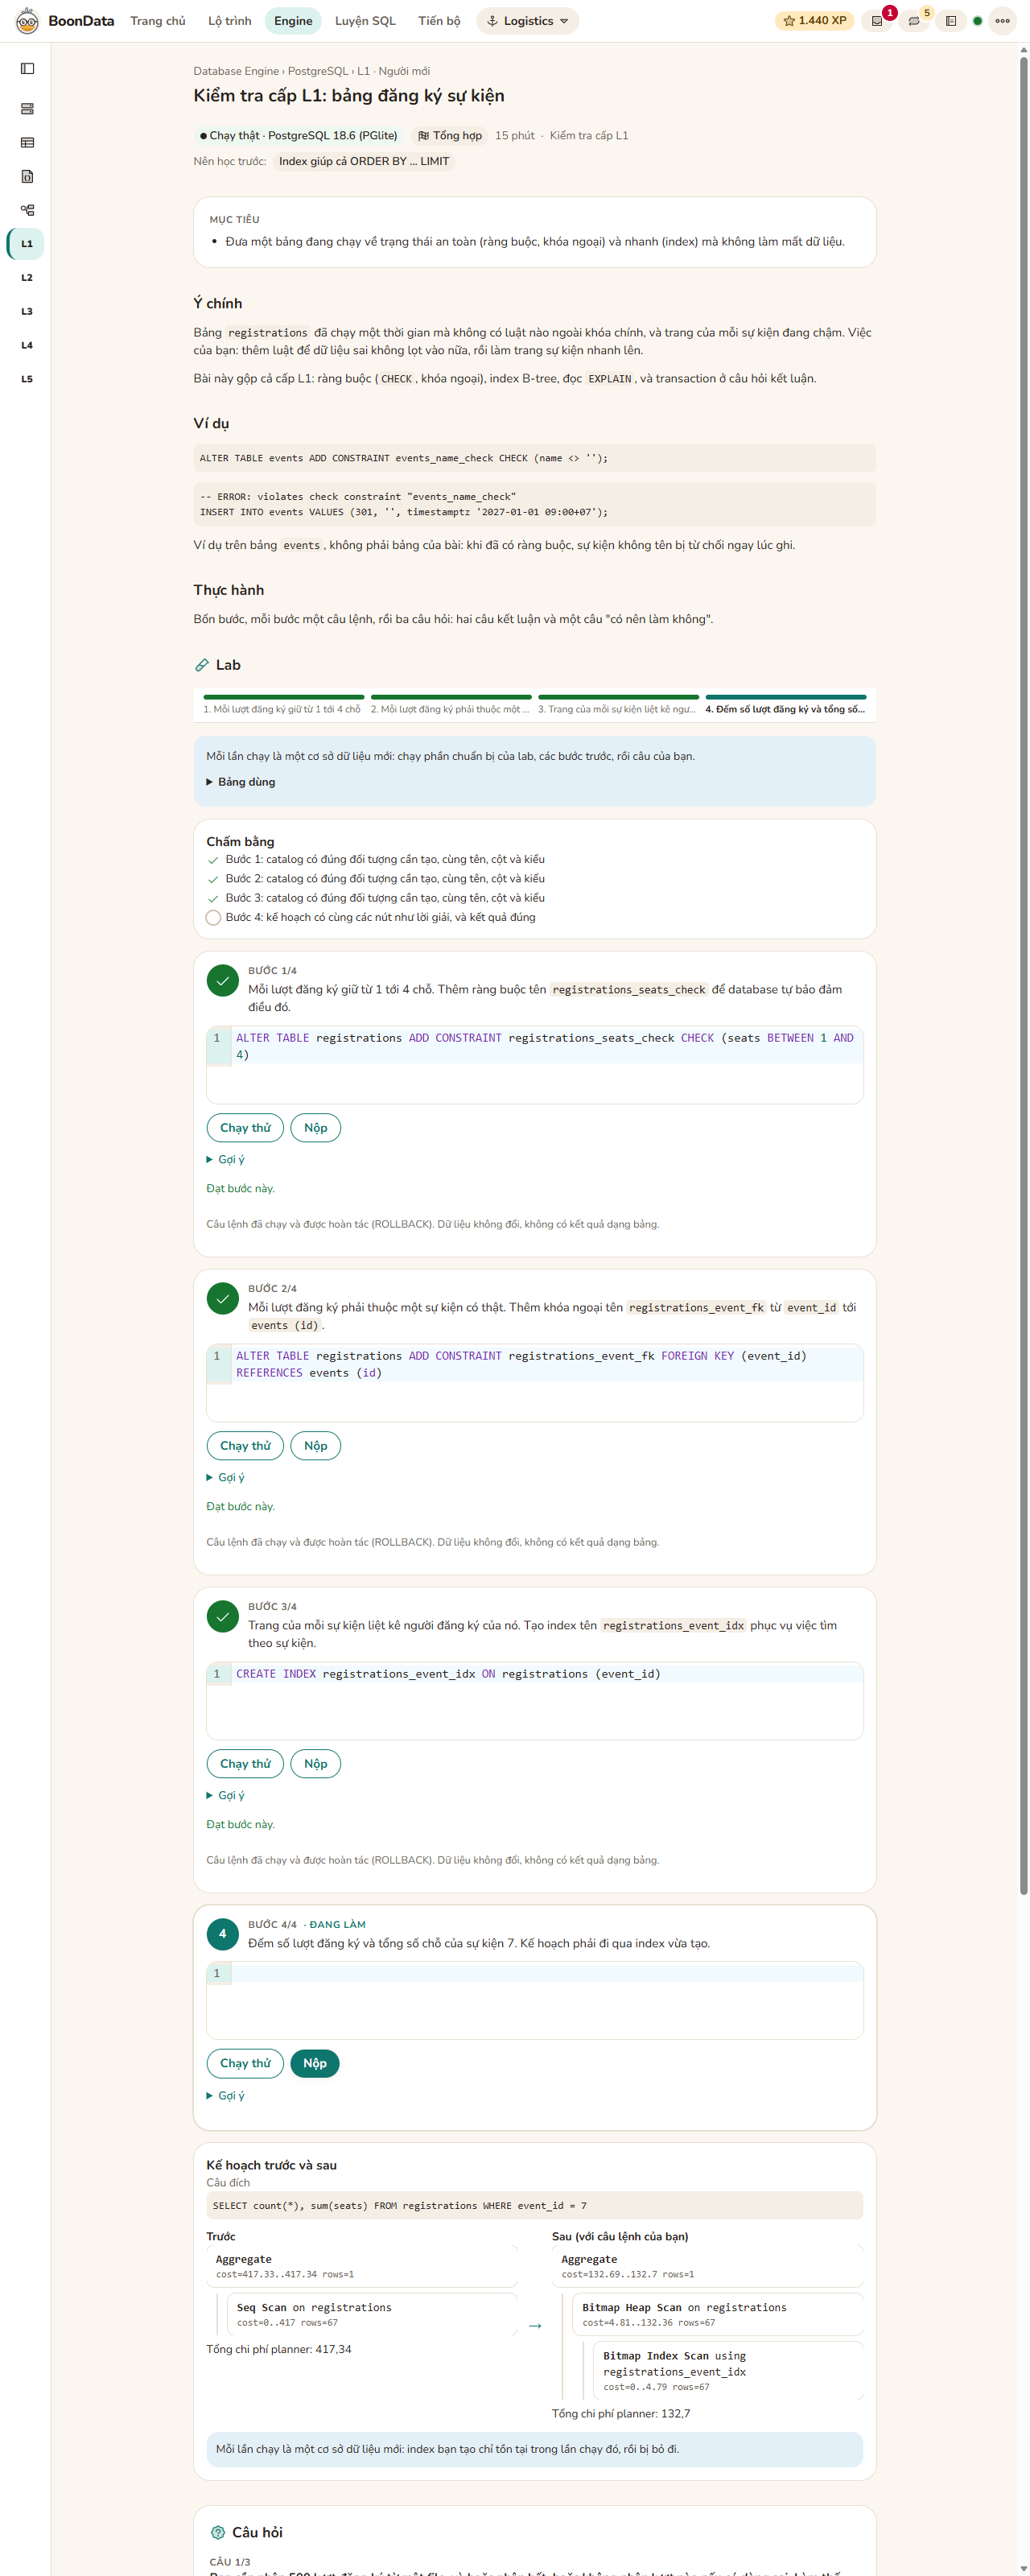 BoonData Trang chủ Lộ trình Engine Luyện SQL Tiến bộ Logistics 1.440 XP 1 5
Database Engine › PostgreSQL › L1 · Người mới
Kiểm tra cấp L1: bảng đăng ký sự kiện
Chạy thật · PostgreSQL 18.6 (PGlite) Tổng hợp 15 phút · Kiểm tra cấp L1
Nên học trước: Index giúp cả ORDER BY ... LIMIT
L1
L2
L3
L4
L5
MỤC TIÊU
• Đưa một bảng đang chạy về trạng thái an toàn (ràng buộc, khóa ngoại) và nhanh (index) mà không làm mất dữ liệu.
Ý chính
Bảng registrations đã chạy một thời gian mà không có luật nào ngoài khóa chính, và trang của mỗi sự kiện đang chậm. Việc
của bạn: thêm luật để dữ liệu sai không lọt vào nữa, rồi làm trang sự kiện nhanh lên.
Bài này gộp cả cấp L1: ràng buộc (CHECK, khóa ngoại), index B-tree, đọc EXPLAIN, và transaction ở câu hỏi kết luận.
Ví dụ
ALTER TABLE events ADD CONSTRAINT events_name_check CHECK (name <> '');
-- ERROR: violates check constraint "events_name_check"
INSERT INTO events VALUES (301, '', timestamptz '2027-01-01 09:00+07');
Ví dụ trên bảng events, không phải bảng của bài: khi đã có ràng buộc, sự kiện không tên bị từ chối ngay lúc ghi.
Thực hành
Bốn bước, mỗi bước một câu lệnh, rồi ba câu hỏi: hai câu kết luận và một câu "có nên làm không".
Lab
1. Mỗi lượt đăng ký giữ từ 1 tới 4 chỗ 2. Mỗi lượt đăng ký phải thuộc một ... 3. Trang của mỗi sự kiện liệt kê ngư... 4. Đếm số lượt đăng ký và tổng số...
Mỗi lần chạy là một cơ sở dữ liệu mới: chạy phần chuẩn bị của lab, các bước trước, rồi câu của bạn.
Bảng dùng
Chấm bằng
Bước 1: catalog có đúng đối tượng cần tạo, cùng tên, cột và kiểu
Bước 2: catalog có đúng đối tượng cần tạo, cùng tên, cột và kiểu
Bước 3: catalog có đúng đối tượng cần tạo, cùng tên, cột và kiểu
Bước 4: kế hoạch có cùng các nút như lời giải, và kết quả đúng
BƯỚC 1/4
Mỗi lượt đăng ký giữ từ 1 tới 4 chỗ. Thêm ràng buộc tên registrations_seats_check để database tự bảo đảm
điều đó.
1 ALTER TABLE registrations ADD CONSTRAINT registrations_seats_check CHECK (seats BETWEEN 1 AND
4)
Chạy thử Nộp
Gợi ý
Đạt bước này.
Câu lệnh đã chạy và được hoàn tác (ROLLBACK). Dữ liệu không đổi, không có kết quả dạng bảng.
BƯỚC 2/4
Mỗi lượt đăng ký phải thuộc một sự kiện có thật. Thêm khóa ngoại tên registrations_event_fk từ event_id tới
events (id).
1 ALTER TABLE registrations ADD CONSTRAINT registrations_event_fk FOREIGN KEY (event_id)
REFERENCES events (id)
Chạy thử Nộp
Gợi ý
Đạt bước này.
Câu lệnh đã chạy và được hoàn tác (ROLLBACK). Dữ liệu không đổi, không có kết quả dạng bảng.
BƯỚC 3/4
Trang của mỗi sự kiện liệt kê người đăng ký của nó. Tạo index tên registrations_event_idx phục vụ việc tìm
theo sự kiện.
1 CREATE INDEX registrations_event_idx ON registrations (event_id)
Chạy thử Nộp
Gợi ý
Đạt bước này.
Câu lệnh đã chạy và được hoàn tác (ROLLBACK). Dữ liệu không đổi, không có kết quả dạng bảng.
4 BƯỚC 4/4 · ĐANG LÀM
Đếm số lượt đăng ký và tổng số chỗ của sự kiện 7. Kế hoạch phải đi qua index vừa tạo.
1
Chạy thử Nộp
Gợi ý
Kế hoạch trước và sau
Câu đích
SELECT count(*), sum(seats) FROM registrations WHERE event_id = 7
Trước
Aggregate
cost=417.33..417.34 rows=1
Seq Scan on registrations
cost=0..417 rows=67
Tổng chi phí planner: 417,34
→
Sau (với câu lệnh của bạn)
Aggregate
cost=132.69..132.7 rows=1
Bitmap Heap Scan on registrations
cost=4.81..132.36 rows=67
Bitmap Index Scan using
registrations_event_idx
cost=0..4.79 rows=67
Tổng chi phí planner: 132,7
Mỗi lần chạy là một cơ sở dữ liệu mới: index bạn tạo chỉ tồn tại trong lần chạy đó, rồi bị bỏ đi.
Câu hỏi
CÂU 1/3